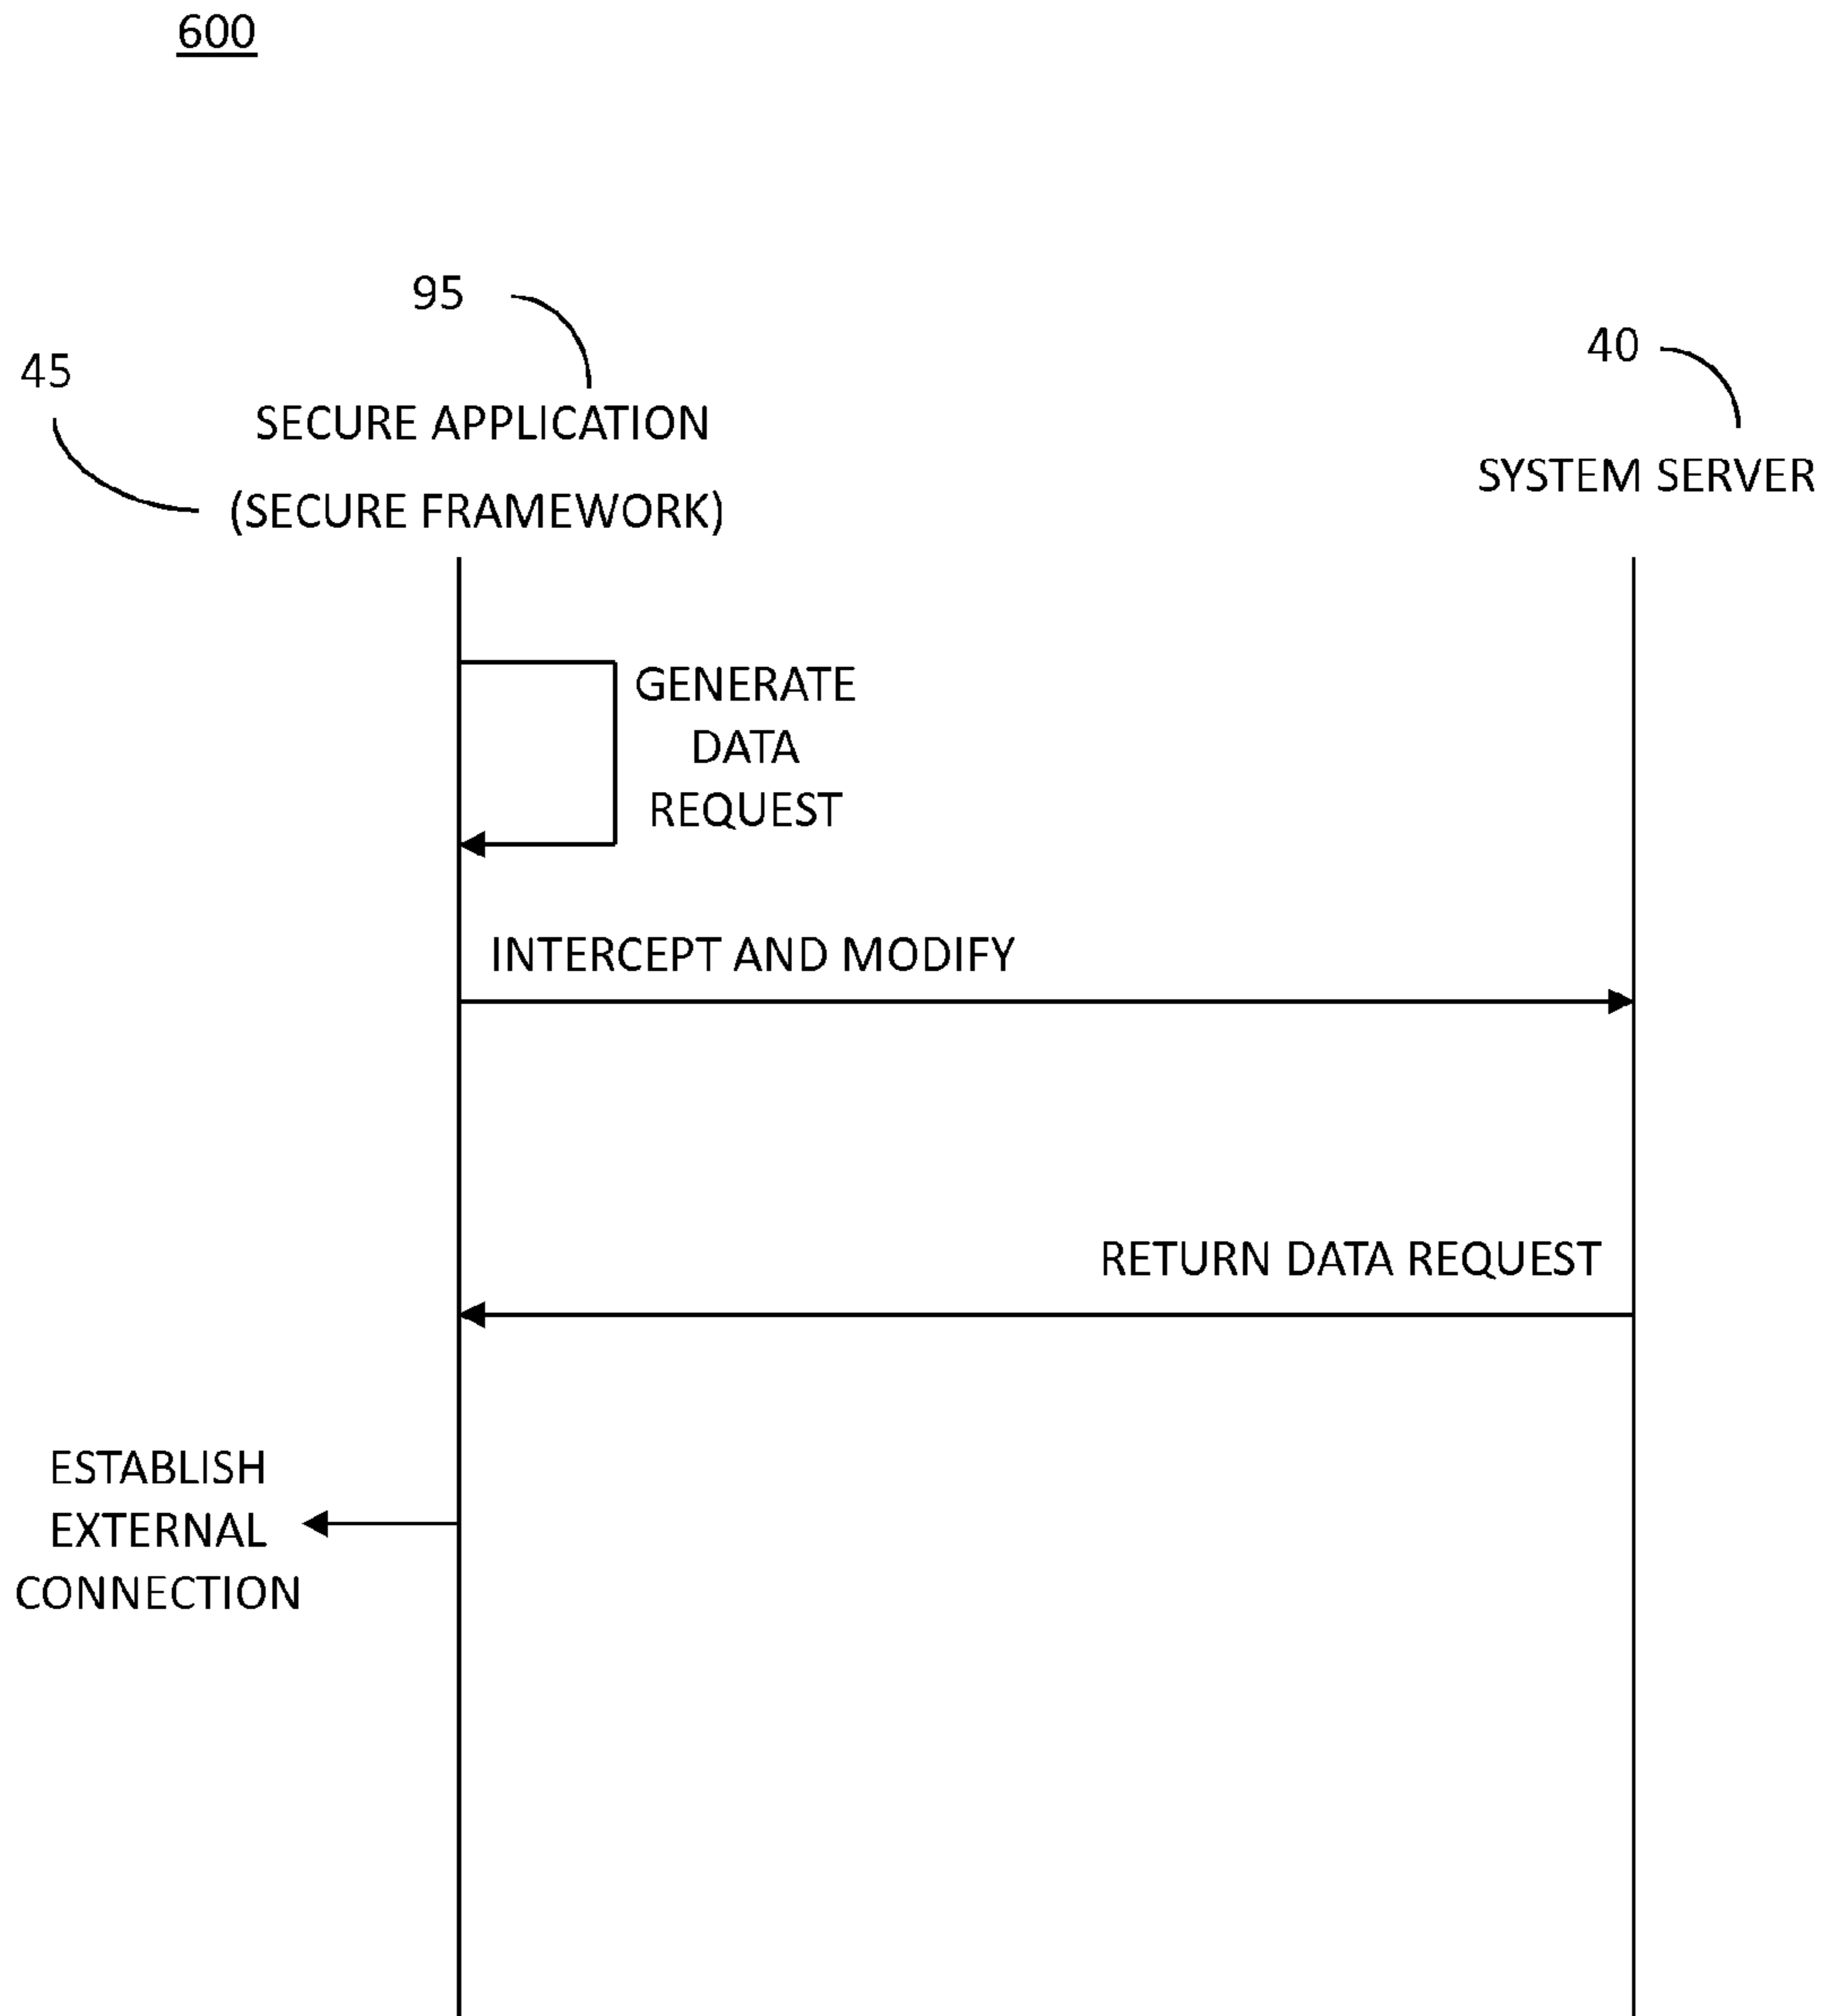 600
95
45
40
SECURE APPLICATION
(SECURE FRAMEWORK)
SYSTEM SERVER
GENERATE
DATA
REQUEST
INTERCEPT AND MODIFY
RETURN DATA REQUEST
ESTABLISH
EXTERNAL
CONNECTION